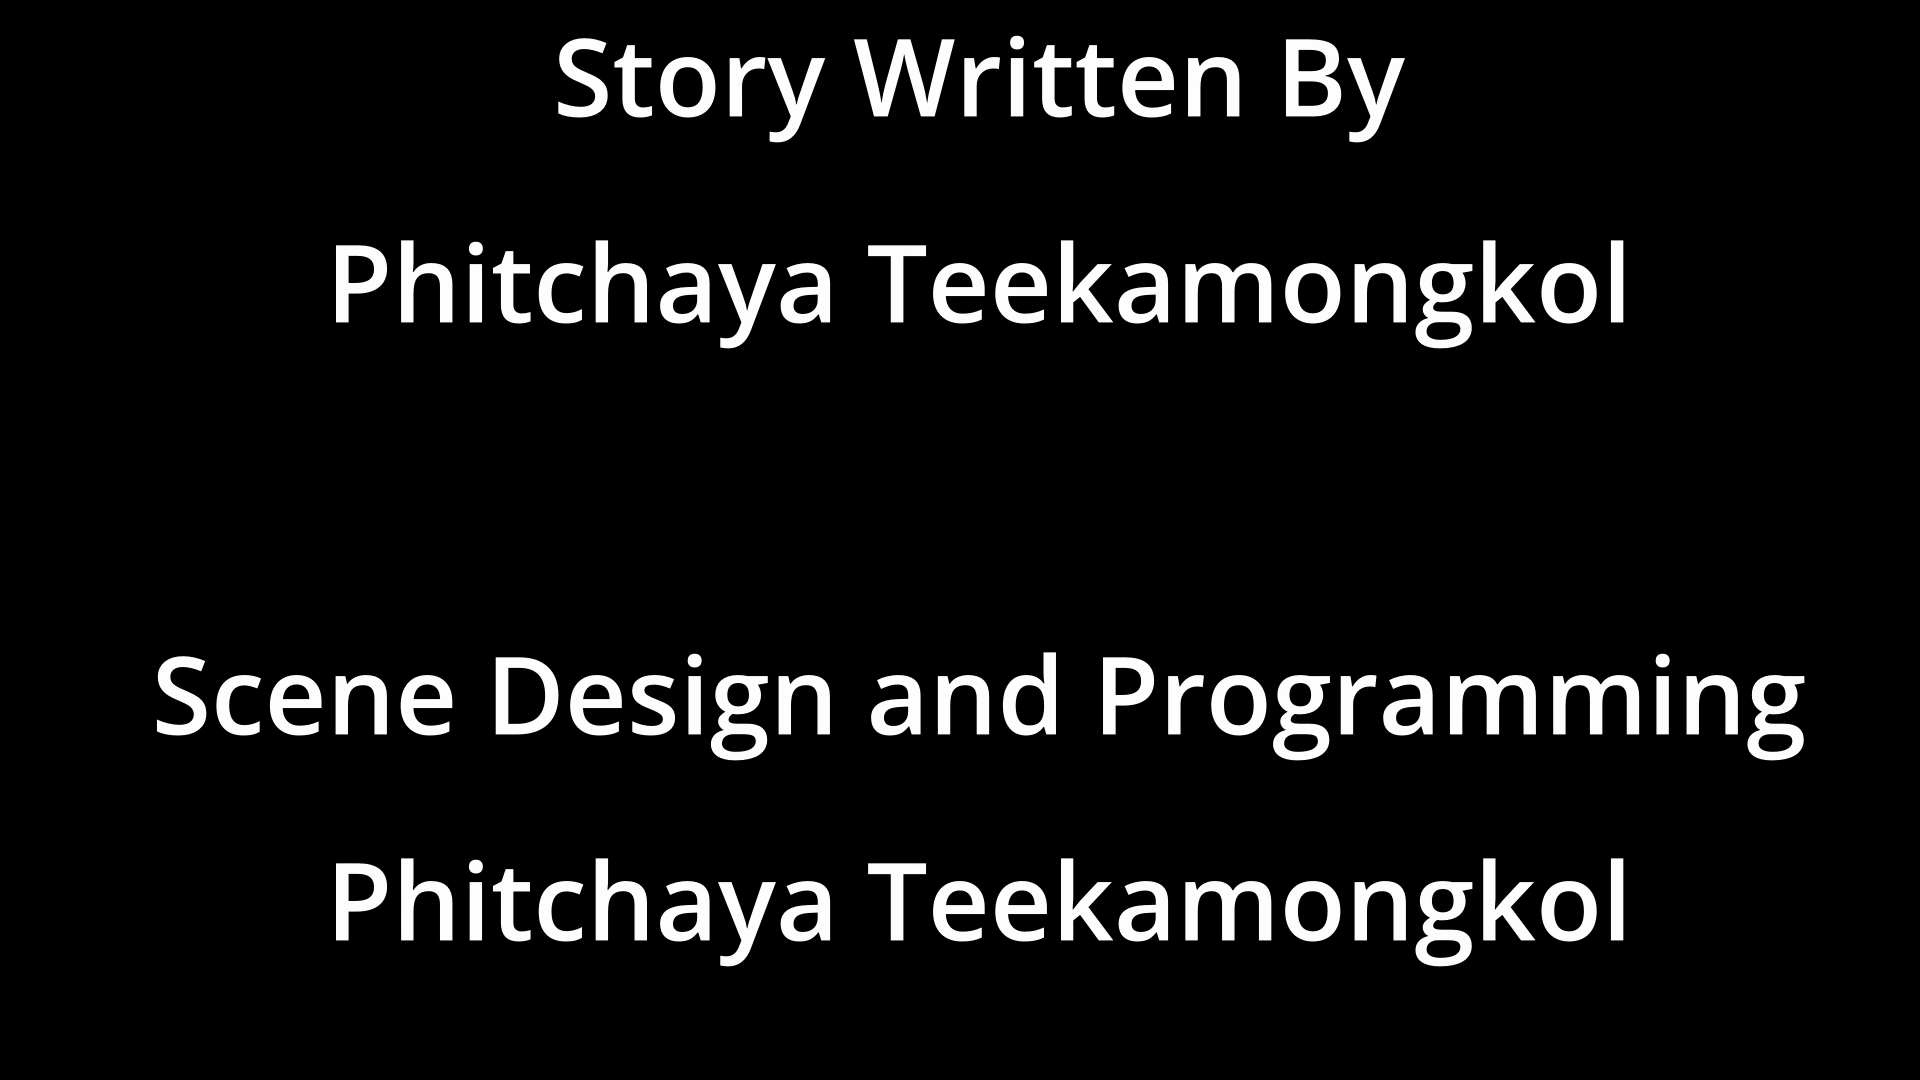 Story Written By
Phitchaya Teekamongkol
Scene Design and Programming
Phitchaya Teekamongkol